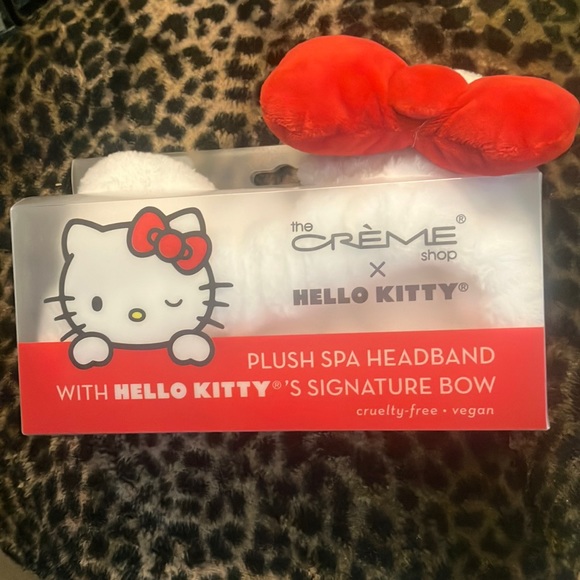 the
CRÈME®
shop
×
HELLO KITTY®
PLUSH SPA HEADBAND
WITH HELLO KITTY®'S SIGNATURE BOW
cruelty-free • vegan